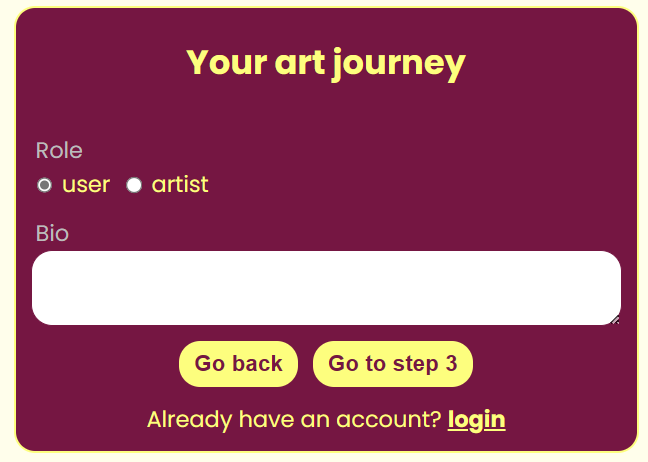 Your art journey
Role
user artist
Bio
Go back Go to step 3
Already have an account? login